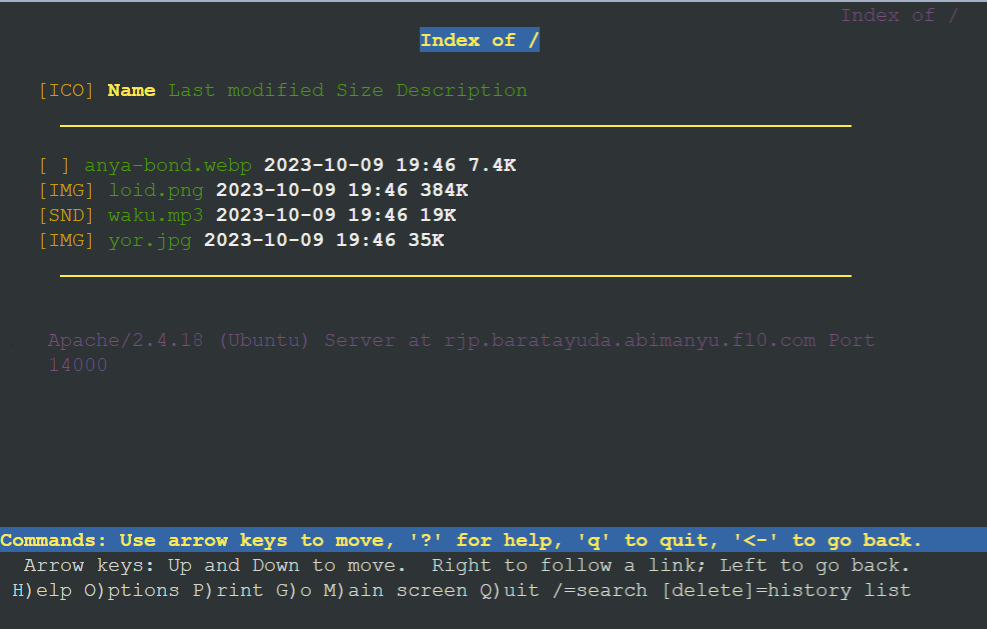 Index of /
Index of /
[ICO] Name Last modified Size Description
[ ] anya-bond.webp 2023-10-09 19:46 7.4K
[IMG] loid.png 2023-10-09 19:46 384K
[SND] waku.mp3 2023-10-09 19:46 19K
[IMG] yor.jpg 2023-10-09 19:46 35K
Apache/2.4.18 (Ubuntu) Server at rjp.baratayuda.abimanyu.f10.com Port
14000
Commands: Use arrow keys to move, '?' for help, 'q' to quit, '<-' to go back.
Arrow keys: Up and Down to move.  Right to follow a link; Left to go back.
H)elp O)ptions P)rint G)o M)ain screen Q)uit /=search [delete]=history list